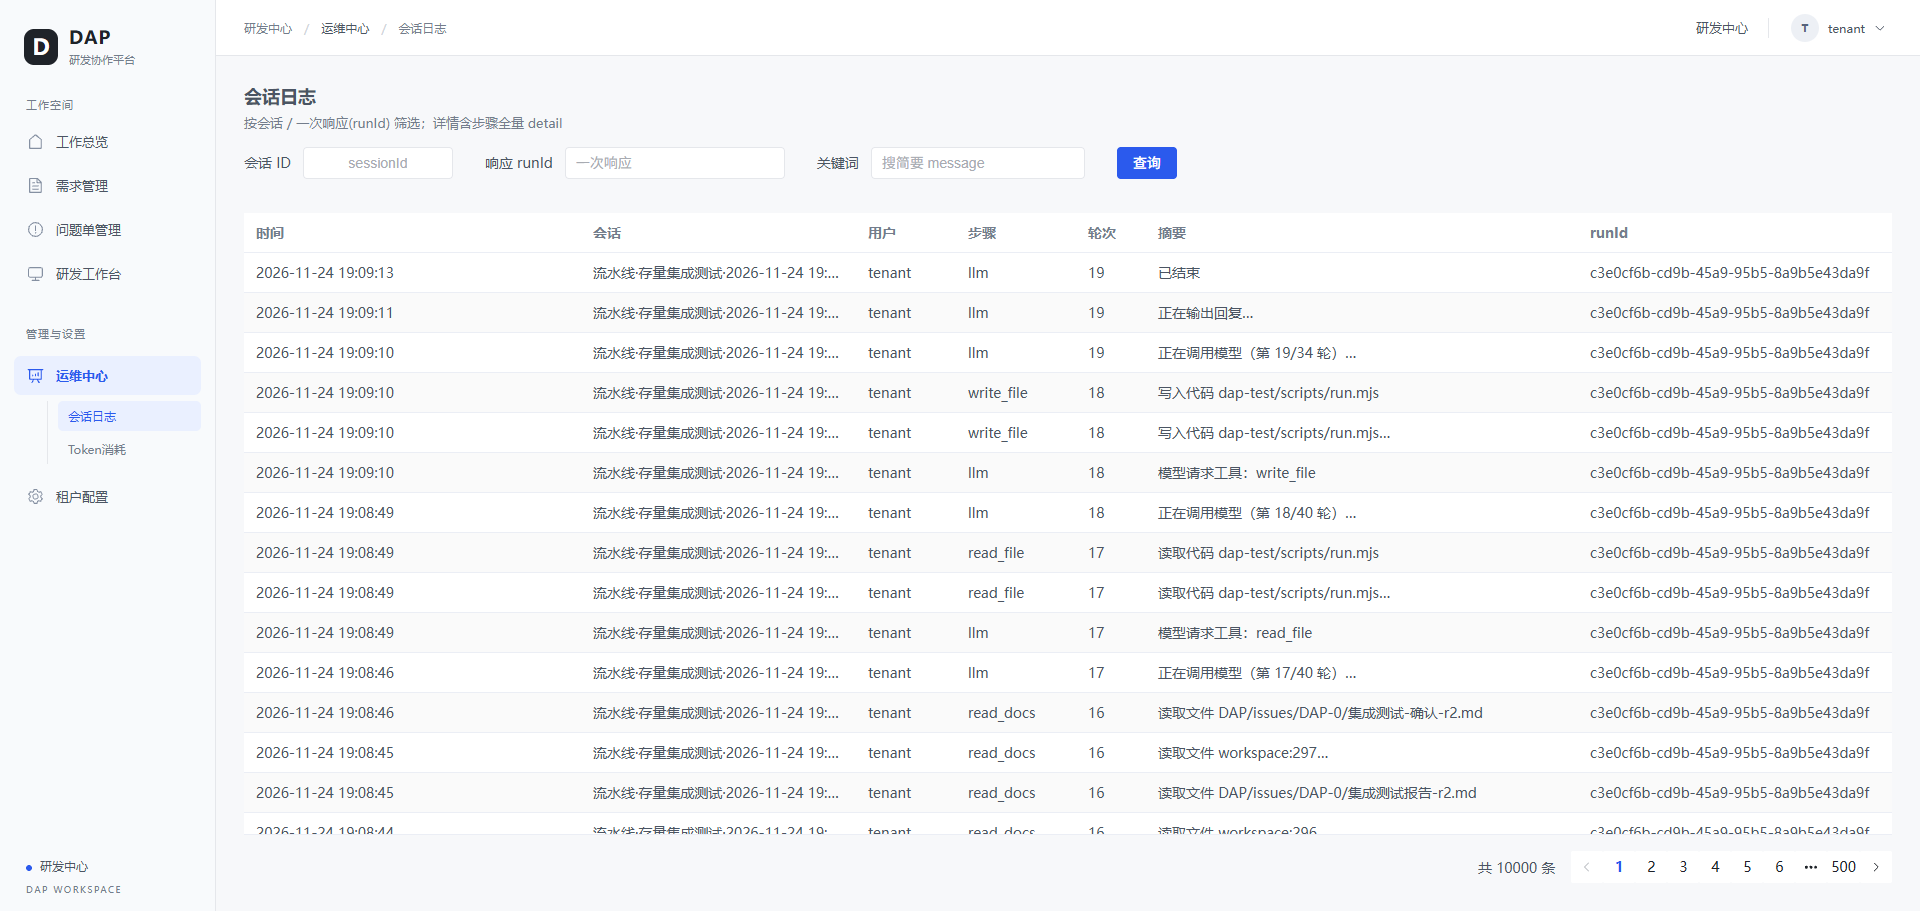 D DAP
研发协作平台
工作空间
工作总览
需求管理
问题单管理
研发工作台
管理与设置
运维中心
会话日志
Token消耗
租户配置
研发中心
DAP WORKSPACE
研发中心 / 运维中心 / 会话日志
研发中心 T tenant
会话日志
按会话 / 一次响应(runId) 筛选；详情含步骤全量 detail
会话 ID sessionId 响应 runId 一次响应 关键词 搜简要 message 查询
时间 会话 用户 步骤 轮次 摘要 runId
2026-11-24 19:09:13 流水线·存量集成测试·2026-11-24 19:... tenant llm 19 已结束 c3e0cf6b-cd9b-45a9-95b5-8a9b5e43da9f
2026-11-24 19:09:11 流水线·存量集成测试·2026-11-24 19:... tenant llm 19 正在输出回复... c3e0cf6b-cd9b-45a9-95b5-8a9b5e43da9f
2026-11-24 19:09:10 流水线·存量集成测试·2026-11-24 19:... tenant llm 19 正在调用模型（第 19/34 轮）... c3e0cf6b-cd9b-45a9-95b5-8a9b5e43da9f
2026-11-24 19:09:10 流水线·存量集成测试·2026-11-24 19:... tenant write_file 18 写入代码 dap-test/scripts/run.mjs c3e0cf6b-cd9b-45a9-95b5-8a9b5e43da9f
2026-11-24 19:09:10 流水线·存量集成测试·2026-11-24 19:... tenant write_file 18 写入代码 dap-test/scripts/run.mjs... c3e0cf6b-cd9b-45a9-95b5-8a9b5e43da9f
2026-11-24 19:09:10 流水线·存量集成测试·2026-11-24 19:... tenant llm 18 模型请求工具：write_file c3e0cf6b-cd9b-45a9-95b5-8a9b5e43da9f
2026-11-24 19:08:49 流水线·存量集成测试·2026-11-24 19:... tenant llm 18 正在调用模型（第 18/40 轮）... c3e0cf6b-cd9b-45a9-95b5-8a9b5e43da9f
2026-11-24 19:08:49 流水线·存量集成测试·2026-11-24 19:... tenant read_file 17 读取代码 dap-test/scripts/run.mjs c3e0cf6b-cd9b-45a9-95b5-8a9b5e43da9f
2026-11-24 19:08:49 流水线·存量集成测试·2026-11-24 19:... tenant read_file 17 读取代码 dap-test/scripts/run.mjs... c3e0cf6b-cd9b-45a9-95b5-8a9b5e43da9f
2026-11-24 19:08:49 流水线·存量集成测试·2026-11-24 19:... tenant llm 17 模型请求工具：read_file c3e0cf6b-cd9b-45a9-95b5-8a9b5e43da9f
2026-11-24 19:08:46 流水线·存量集成测试·2026-11-24 19:... tenant llm 17 正在调用模型（第 17/40 轮）... c3e0cf6b-cd9b-45a9-95b5-8a9b5e43da9f
2026-11-24 19:08:46 流水线·存量集成测试·2026-11-24 19:... tenant read_docs 16 读取文件 DAP/issues/DAP-0/集成测试-确认-r2.md c3e0cf6b-cd9b-45a9-95b5-8a9b5e43da9f
2026-11-24 19:08:45 流水线·存量集成测试·2026-11-24 19:... tenant read_docs 16 读取文件 workspace:297... c3e0cf6b-cd9b-45a9-95b5-8a9b5e43da9f
2026-11-24 19:08:45 流水线·存量集成测试·2026-11-24 19:... tenant read_docs 16 读取文件 DAP/issues/DAP-0/集成测试报告-r2.md c3e0cf6b-cd9b-45a9-95b5-8a9b5e43da9f
2026-11-24 19:08:44 流水线·存量集成测试·2026-11-24 19:... tenant read_docs 16 读取文件 workspace:296... c3e0cf6b-cd9b-45a9-95b5-8a9b5e43da9f
共 10000 条 1 2 3 4 5 6 ... 500